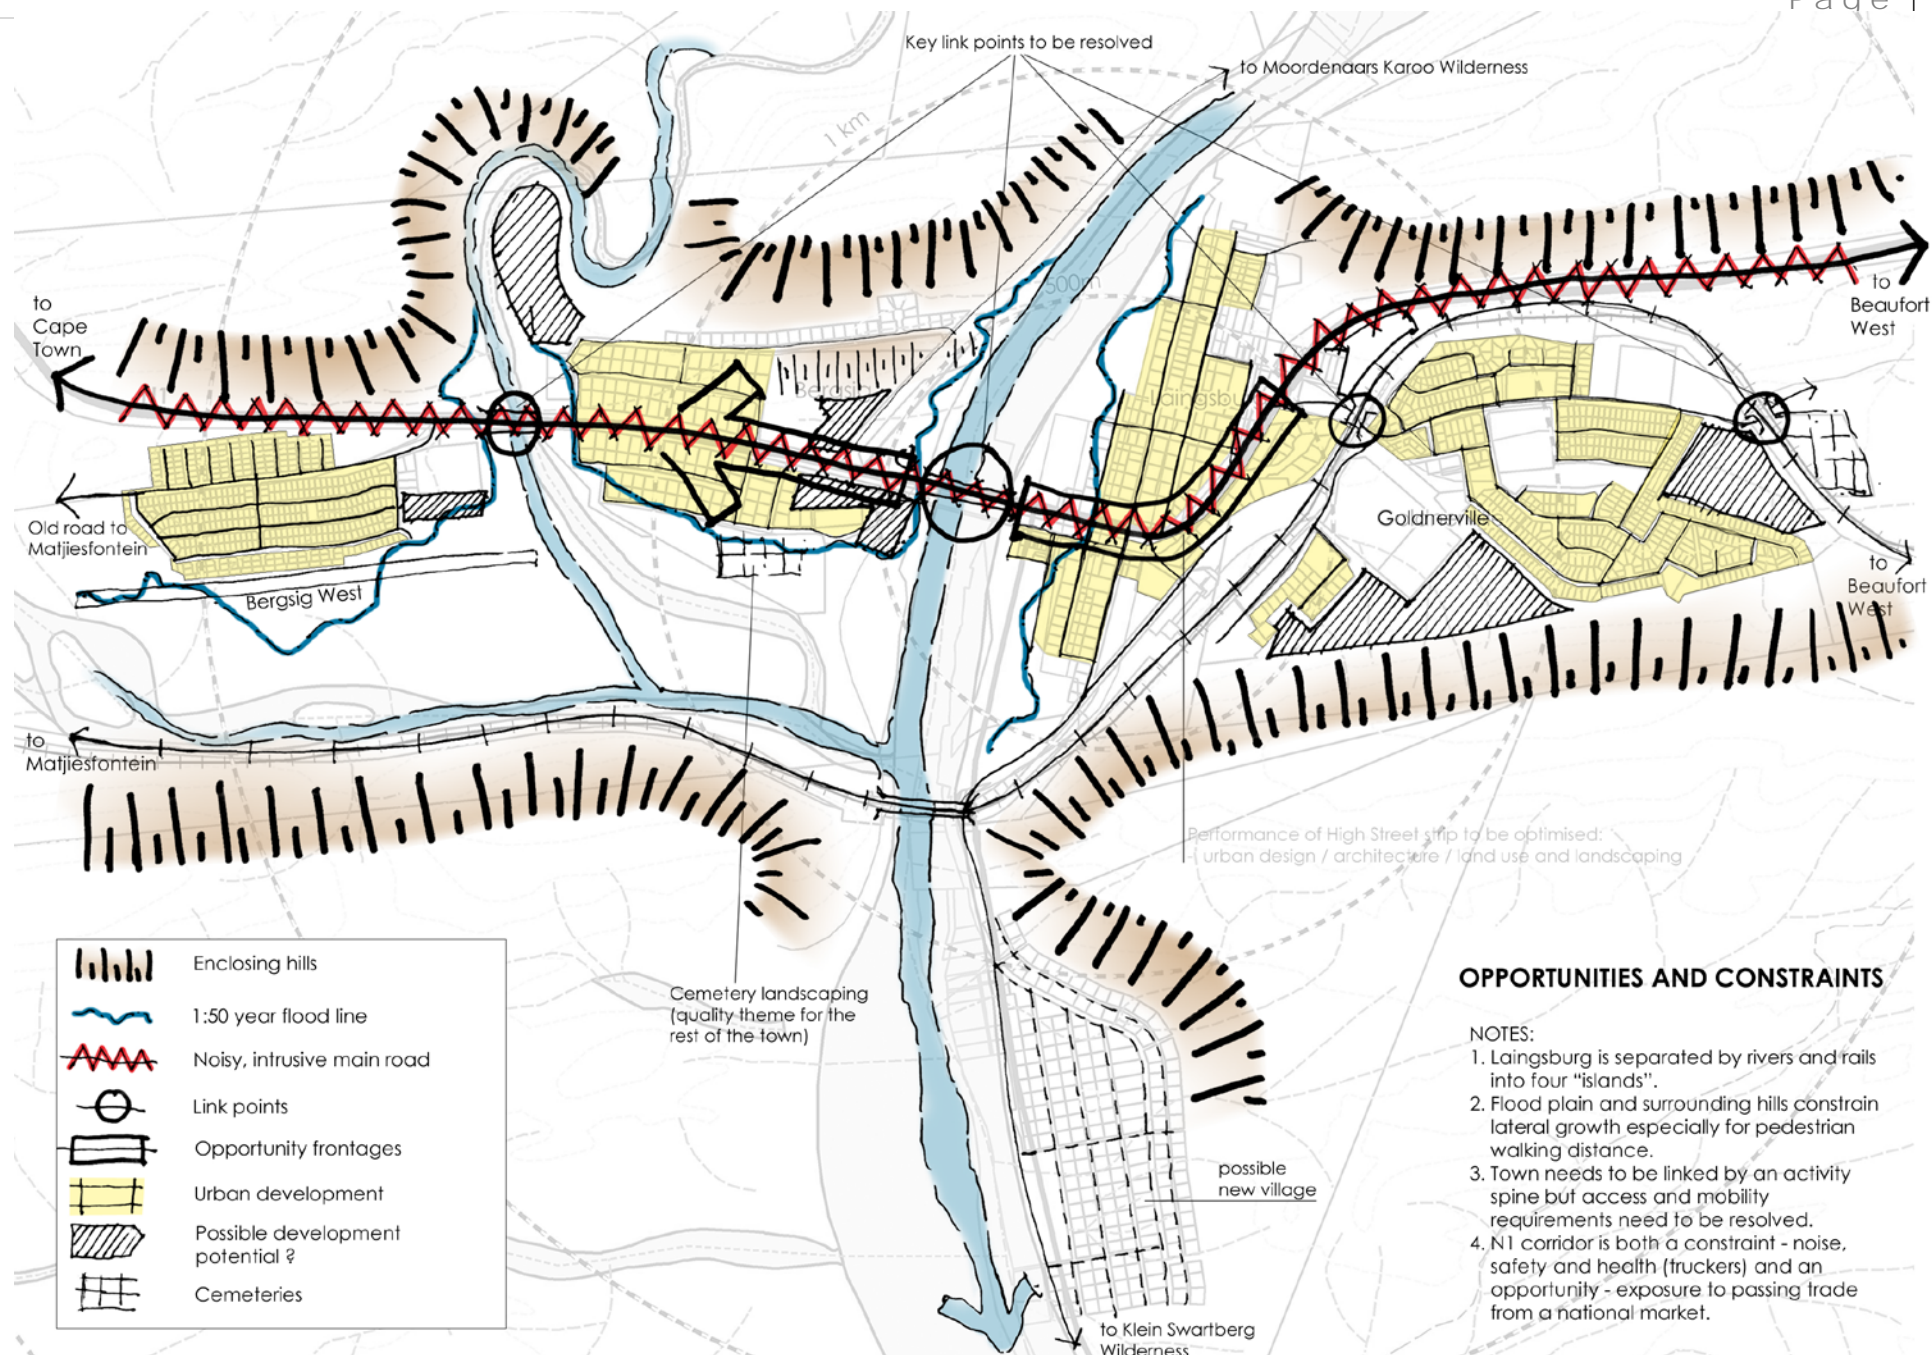 Page |
Key link points to be resolved
to Moordenaars Karoo Wilderness
1 km
500m
to
Cape
Town
to
Beaufort
West
Bergsig
Laingsburg
Old road to
Matjiesfontein
Goldnerville
Bergsig West
to
Beaufort
West
to
Matjiesfontein
Performance of High Street strip to be optimised:
- urban design / architecture / land use and landscaping
Enclosing hills
1:50 year flood line
Noisy, intrusive main road
Link points
Opportunity frontages
Urban development
Possible development
potential ?
Cemeteries
Cemetery landscaping
(quality theme for the
rest of the town)
possible
new village
to Klein Swartberg
Wilderness
OPPORTUNITIES AND CONSTRAINTS
NOTES:
1. Laingsburg is separated by rivers and rails
into four “islands”.
2. Flood plain and surrounding hills constrain
lateral growth especially for pedestrian
walking distance.
3. Town needs to be linked by an activity
spine but access and mobility
requirements need to be resolved.
4. N1 corridor is both a constraint - noise,
safety and health (truckers) and an
opportunity - exposure to passing trade
from a national market.